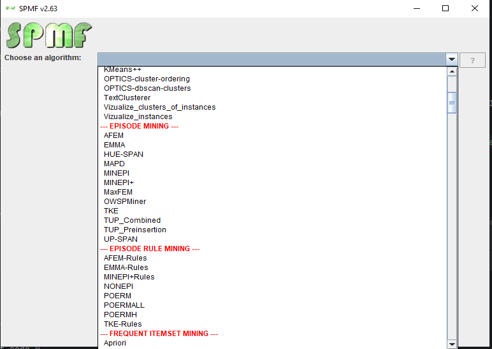 SPMF v2.63
SPMF
Choose an algorithm:
?
KMeans++
OPTICS-cluster-ordering
OPTICS-dbscan-clusters
TextClusterer
Vizualize_clusters_of_instances
Vizualize_instances
--- EPISODE MINING ---
AFEM
EMMA
HUE-SPAN
MAPD
MINEPI
MINEPI+
MaxFEM
OWSPMiner
TKE
TUP_Combined
TUP_Preinsertion
UP-SPAN
--- EPISODE RULE MINING ---
AFEM-Rules
EMMA-Rules
MINEPI+Rules
NONEPI
POERM
POERMALL
POERMH
TKE-Rules
--- FREQUENT ITEMSET MINING ---
Apriori